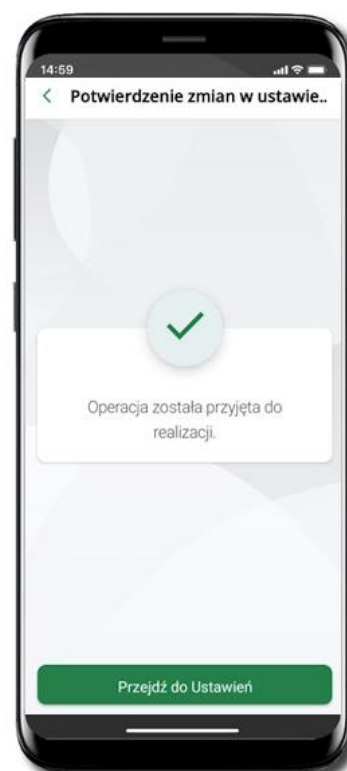 14:59
Potwierdzenie zmian w ustawie..
Operacja została przyjęta do
realizacji.
Przejdź do Ustawień